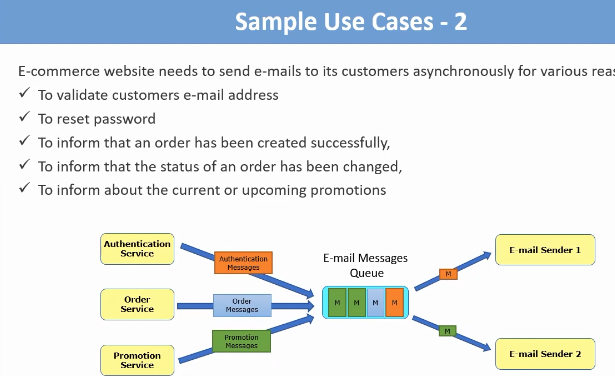 Sample Use Cases - 2
E-commerce website needs to send e-mails to its customers asynchronously for various
✓ To validate customers e-mail address
✓ To reset password
✓ To inform that an order has been created successfully,
✓ To inform that the status of an order has been changed,
✓ To inform about the current or upcoming promotions
Authentication
Service
Authentication
Messages
E-mail Messages
Queue
E-mail Sender 1
M
Order
Service
Order
Messages
M M M M
Promotion
Messages
M
Promotion
Service
E-mail Sender 2